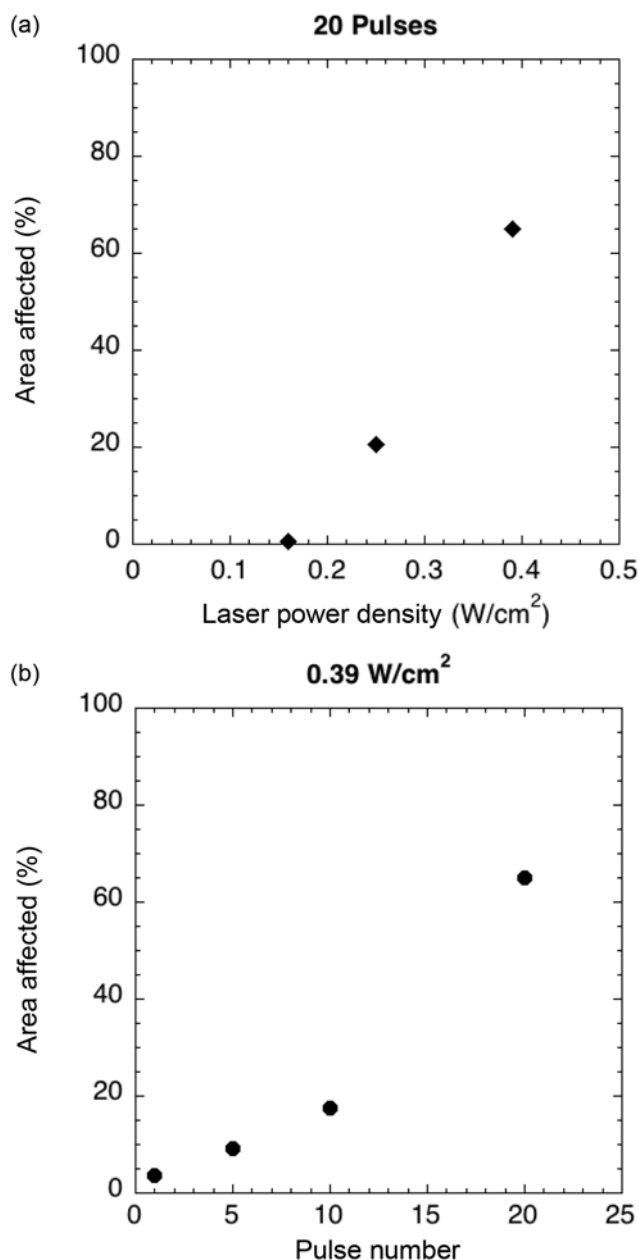 (a)
20 Pulses
100
80
60
40
20
0
0 0.1 0.2 0.3 0.4 0.5
Area affected (%)
Laser power density (W/cm²)
(b)
0.39 W/cm²
100
80
60
40
20
0
0 5 10 15 20 25
Area affected (%)
Pulse number